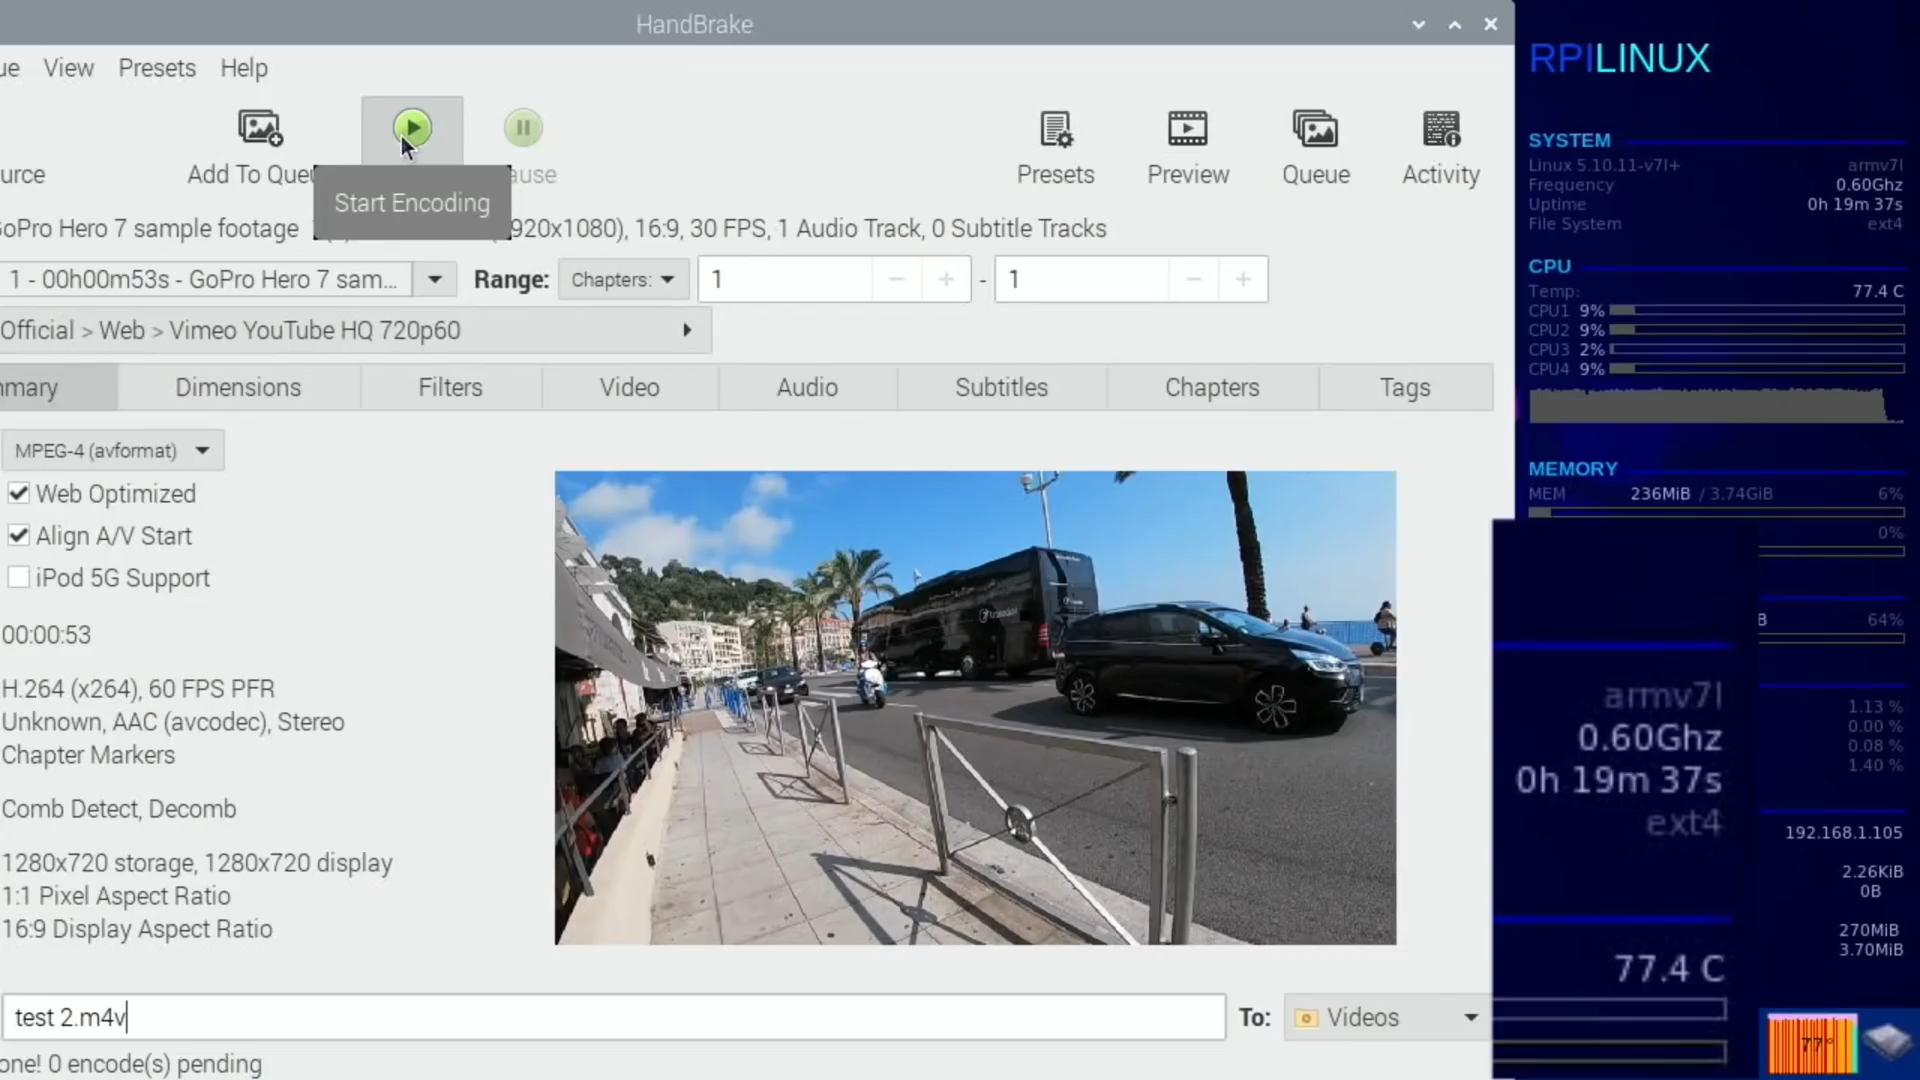 HandBrake
ue View Presets Help
urce
Add To Queu
ause
Start Encoding
Presets Preview Queue Activity
GoPro Hero 7 sample footage
920x1080), 16:9, 30 FPS, 1 Audio Track, 0 Subtitle Tracks
1 - 00h00m53s - GoPro Hero 7 sam... Range: Chapters: 1 - 1
Official > Web > Vimeo YouTube HQ 720p60
mmary Dimensions Filters Video Audio Subtitles Chapters Tags
MPEG-4 (avformat)
Web Optimized
Align A/V Start
iPod 5G Support
00:00:53
H.264 (x264), 60 FPS PFR
Unknown, AAC (avcodec), Stereo
Chapter Markers
Comb Detect, Decomb
1280x720 storage, 1280x720 display
1:1 Pixel Aspect Ratio
16:9 Display Aspect Ratio
test 2.m4v To: Videos
one! 0 encode(s) pending
RPILINUX
SYSTEM
Linux 5.10.11-v7l+ armv7l
Frequency 0.60Ghz
Uptime 0h 19m 37s
File System ext4
CPU
Temp: 77.4 C
CPU1 9%
CPU2 9%
CPU3 2%
CPU4 9%
MEMORY
MEM 236MiB / 3.74GiB 6%
0%
B 64%
1.13 %
0.00 %
0.08 %
1.40 %
192.168.1.105
2.26KiB
0B
270MiB
3.70MiB
armv7l
0.60Ghz
0h 19m 37s
ext4
77.4 C
77°